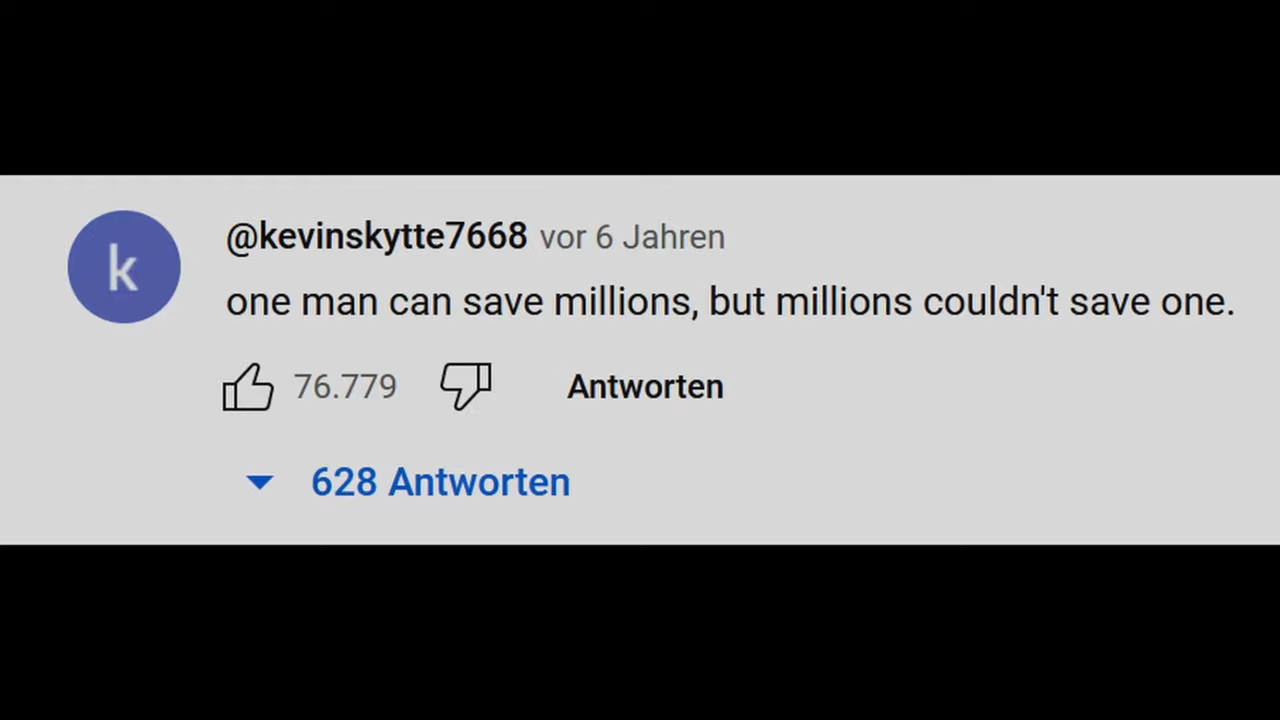 k
@kevinskytte7668 vor 6 Jahren
one man can save millions, but millions couldn't save one.
76.779 Antworten
628 Antworten